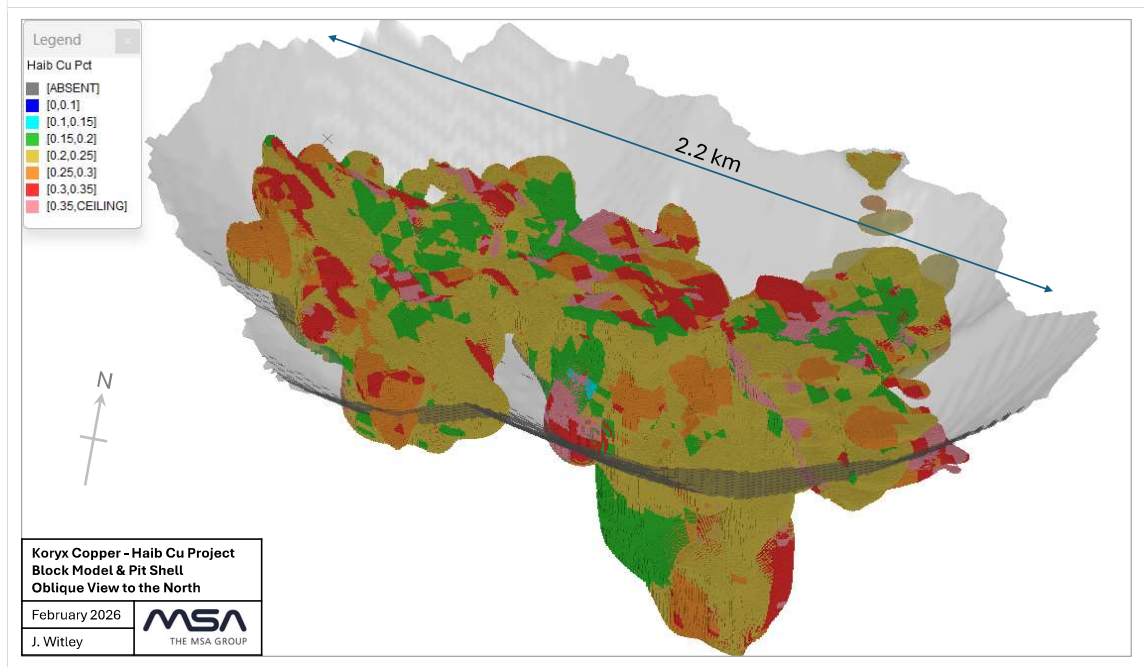 Legend
Haib Cu Pct
[ABSENT]
[0,0.1]
[0.1,0.15]
[0.15,0.2]
[0.2,0.25]
[0.25,0.3]
[0.3,0.35]
[0.35,CEILING]
2.2 km
N
Koryx Copper - Haib Cu Project
Block Model & Pit Shell
Oblique View to the North
February 2026
J. Witley
MSA
THE MSA GROUP